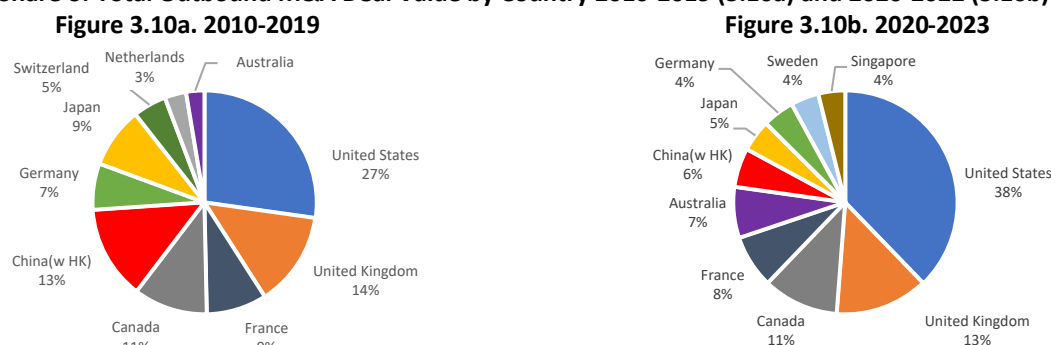 Figure 3.10a. 2010-2019
Figure 3.10b. 2020-2023
Netherlands
3%
Australia
Switzerland
5%
Japan
9%
Germany
7%
China(w HK)
13%
Canada
11%
France
United Kingdom
14%
United States
27%
Germany
4%
Sweden
4%
Singapore
4%
Japan
5%
China(w HK)
6%
Australia
7%
France
8%
Canada
11%
United Kingdom
13%
United States
38%